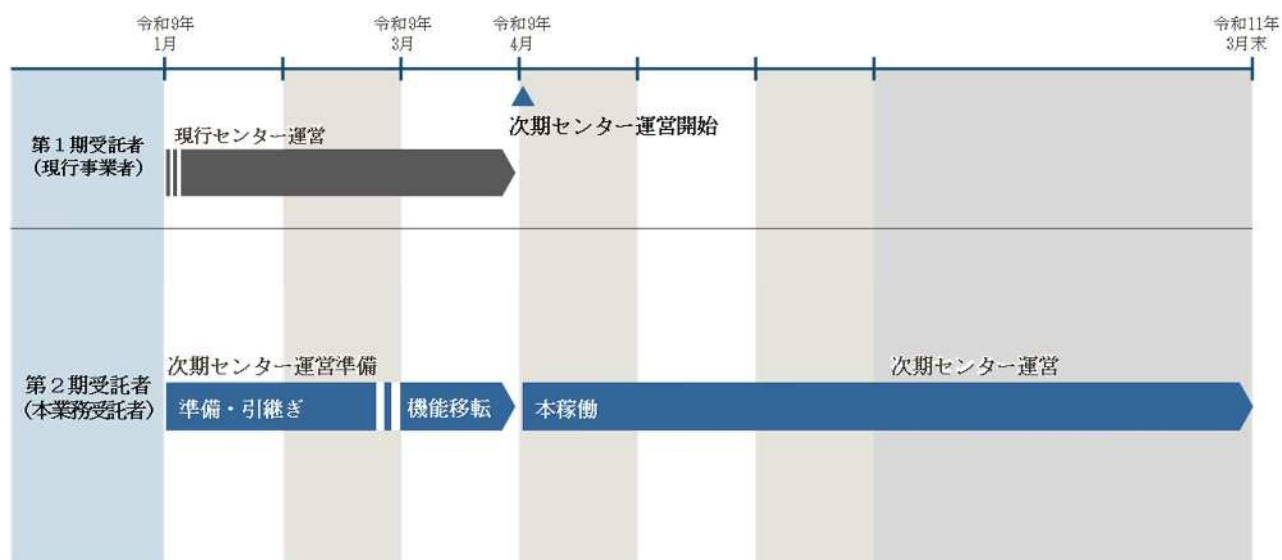 令和9年
1月
令和9年
3月
令和9年
4月
令和11年
3月末
第1期受託者
(現行事業者)
現行センター運営
次期センター運営開始
第2期受託者
(本業務受託者)
次期センター運営準備
準備・引継ぎ
機能移転
次期センター運営
本稼働